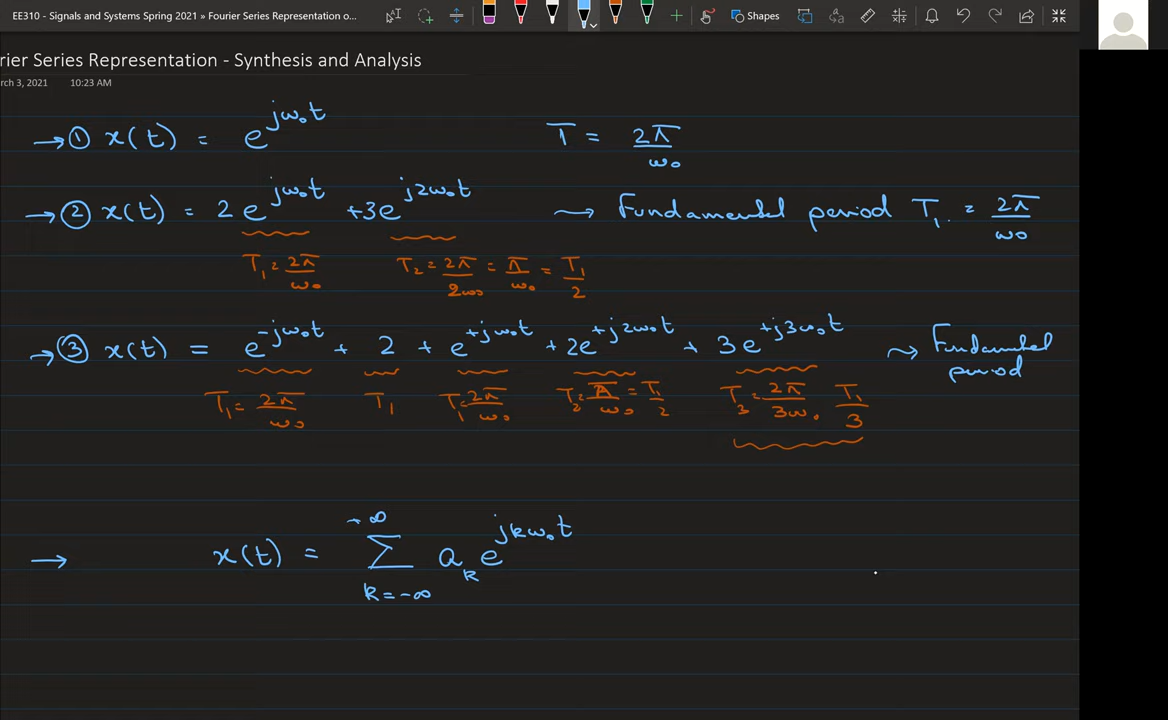 EE310 - Signals and Systems Spring 2021 » Fourier Series Representation o...
Shapes
rier Series Representation - Synthesis and Analysis
rch 3, 2021 10:23 AM
→ ① x(t) = e^{jω₀t} T = 2π/ω₀
→ ② x(t) = 2e^{jω₀t} + 3e^{j2ω₀t} ⤳ Fundamental period T₁ = 2π/ω₀
T₁ = 2π/ω₀ T₂ = 2π/2ω₀ = π/ω₀ = T₁/2
→ ③ x(t) = e^{-jω₀t} + 2 + e^{+jω₀t} + 2e^{+j2ω₀t} + 3e^{+j3ω₀t} ⤳ Fundamental period
T₁ = 2π/ω₀ T₁ T₁ = 2π/ω₀ T₂ = π/ω₀ = T₁/2 T₃ = 2π/3ω₀ T₁/3
→ x(t) = ∑_{k=-∞}^{+∞} a_k e^{jkω₀t}